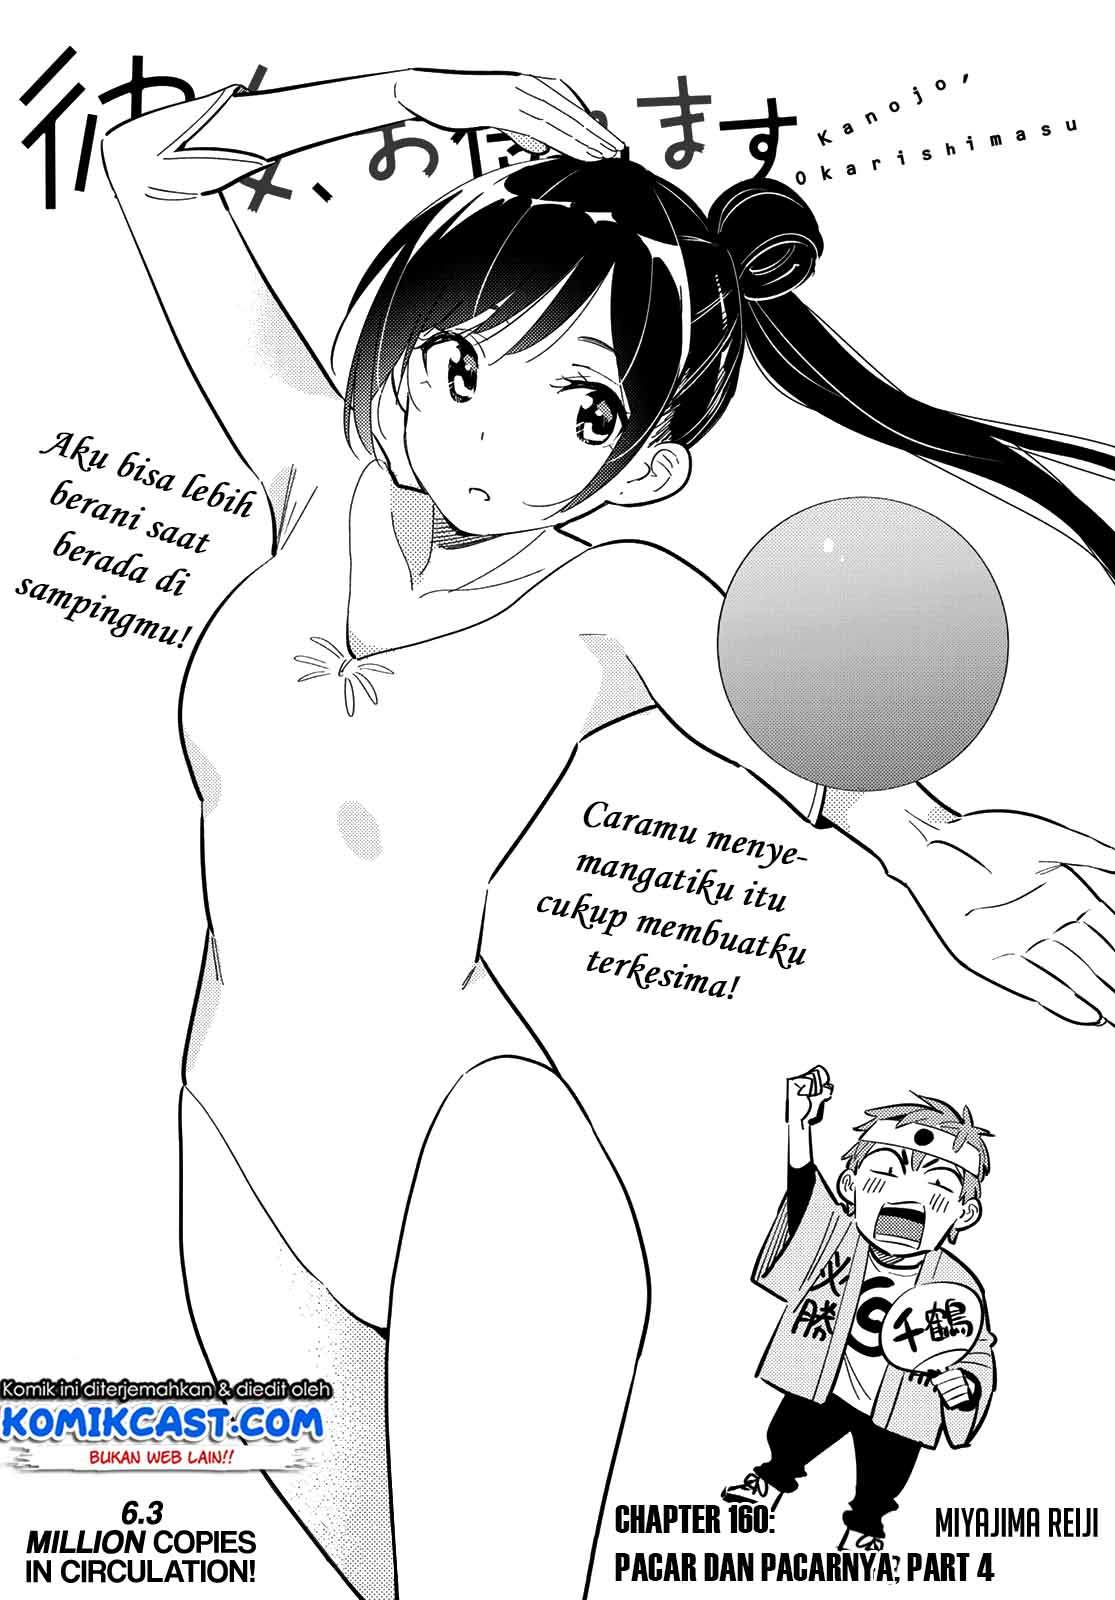 彼女、お借りします
Kanojo,
Okarishimasu
Aku bisa lebih
berani saat
berada di
sampingmu!
Caramu menye-
mangatiku itu
cukup membuatku
terkesima!
必勝
千鶴
Komik ini diterjemahkan & diedit oleh
KOMIKCAST.COM
BUKAN WEB LAIN!!
6.3
MILLION COPIES
IN CIRCULATION!
CHAPTER 160:
PACAR DAN PACARNYA, PART 4
MIYAJIMA REIJI